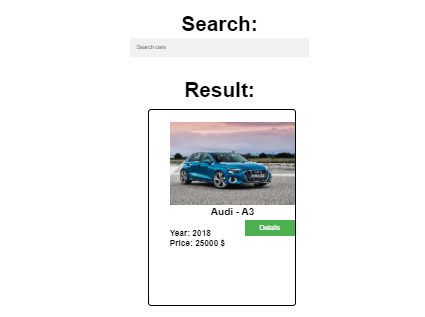 Search:
Search cars
Result:
Audi - A3
Details
Year: 2018
Price: 25000 $